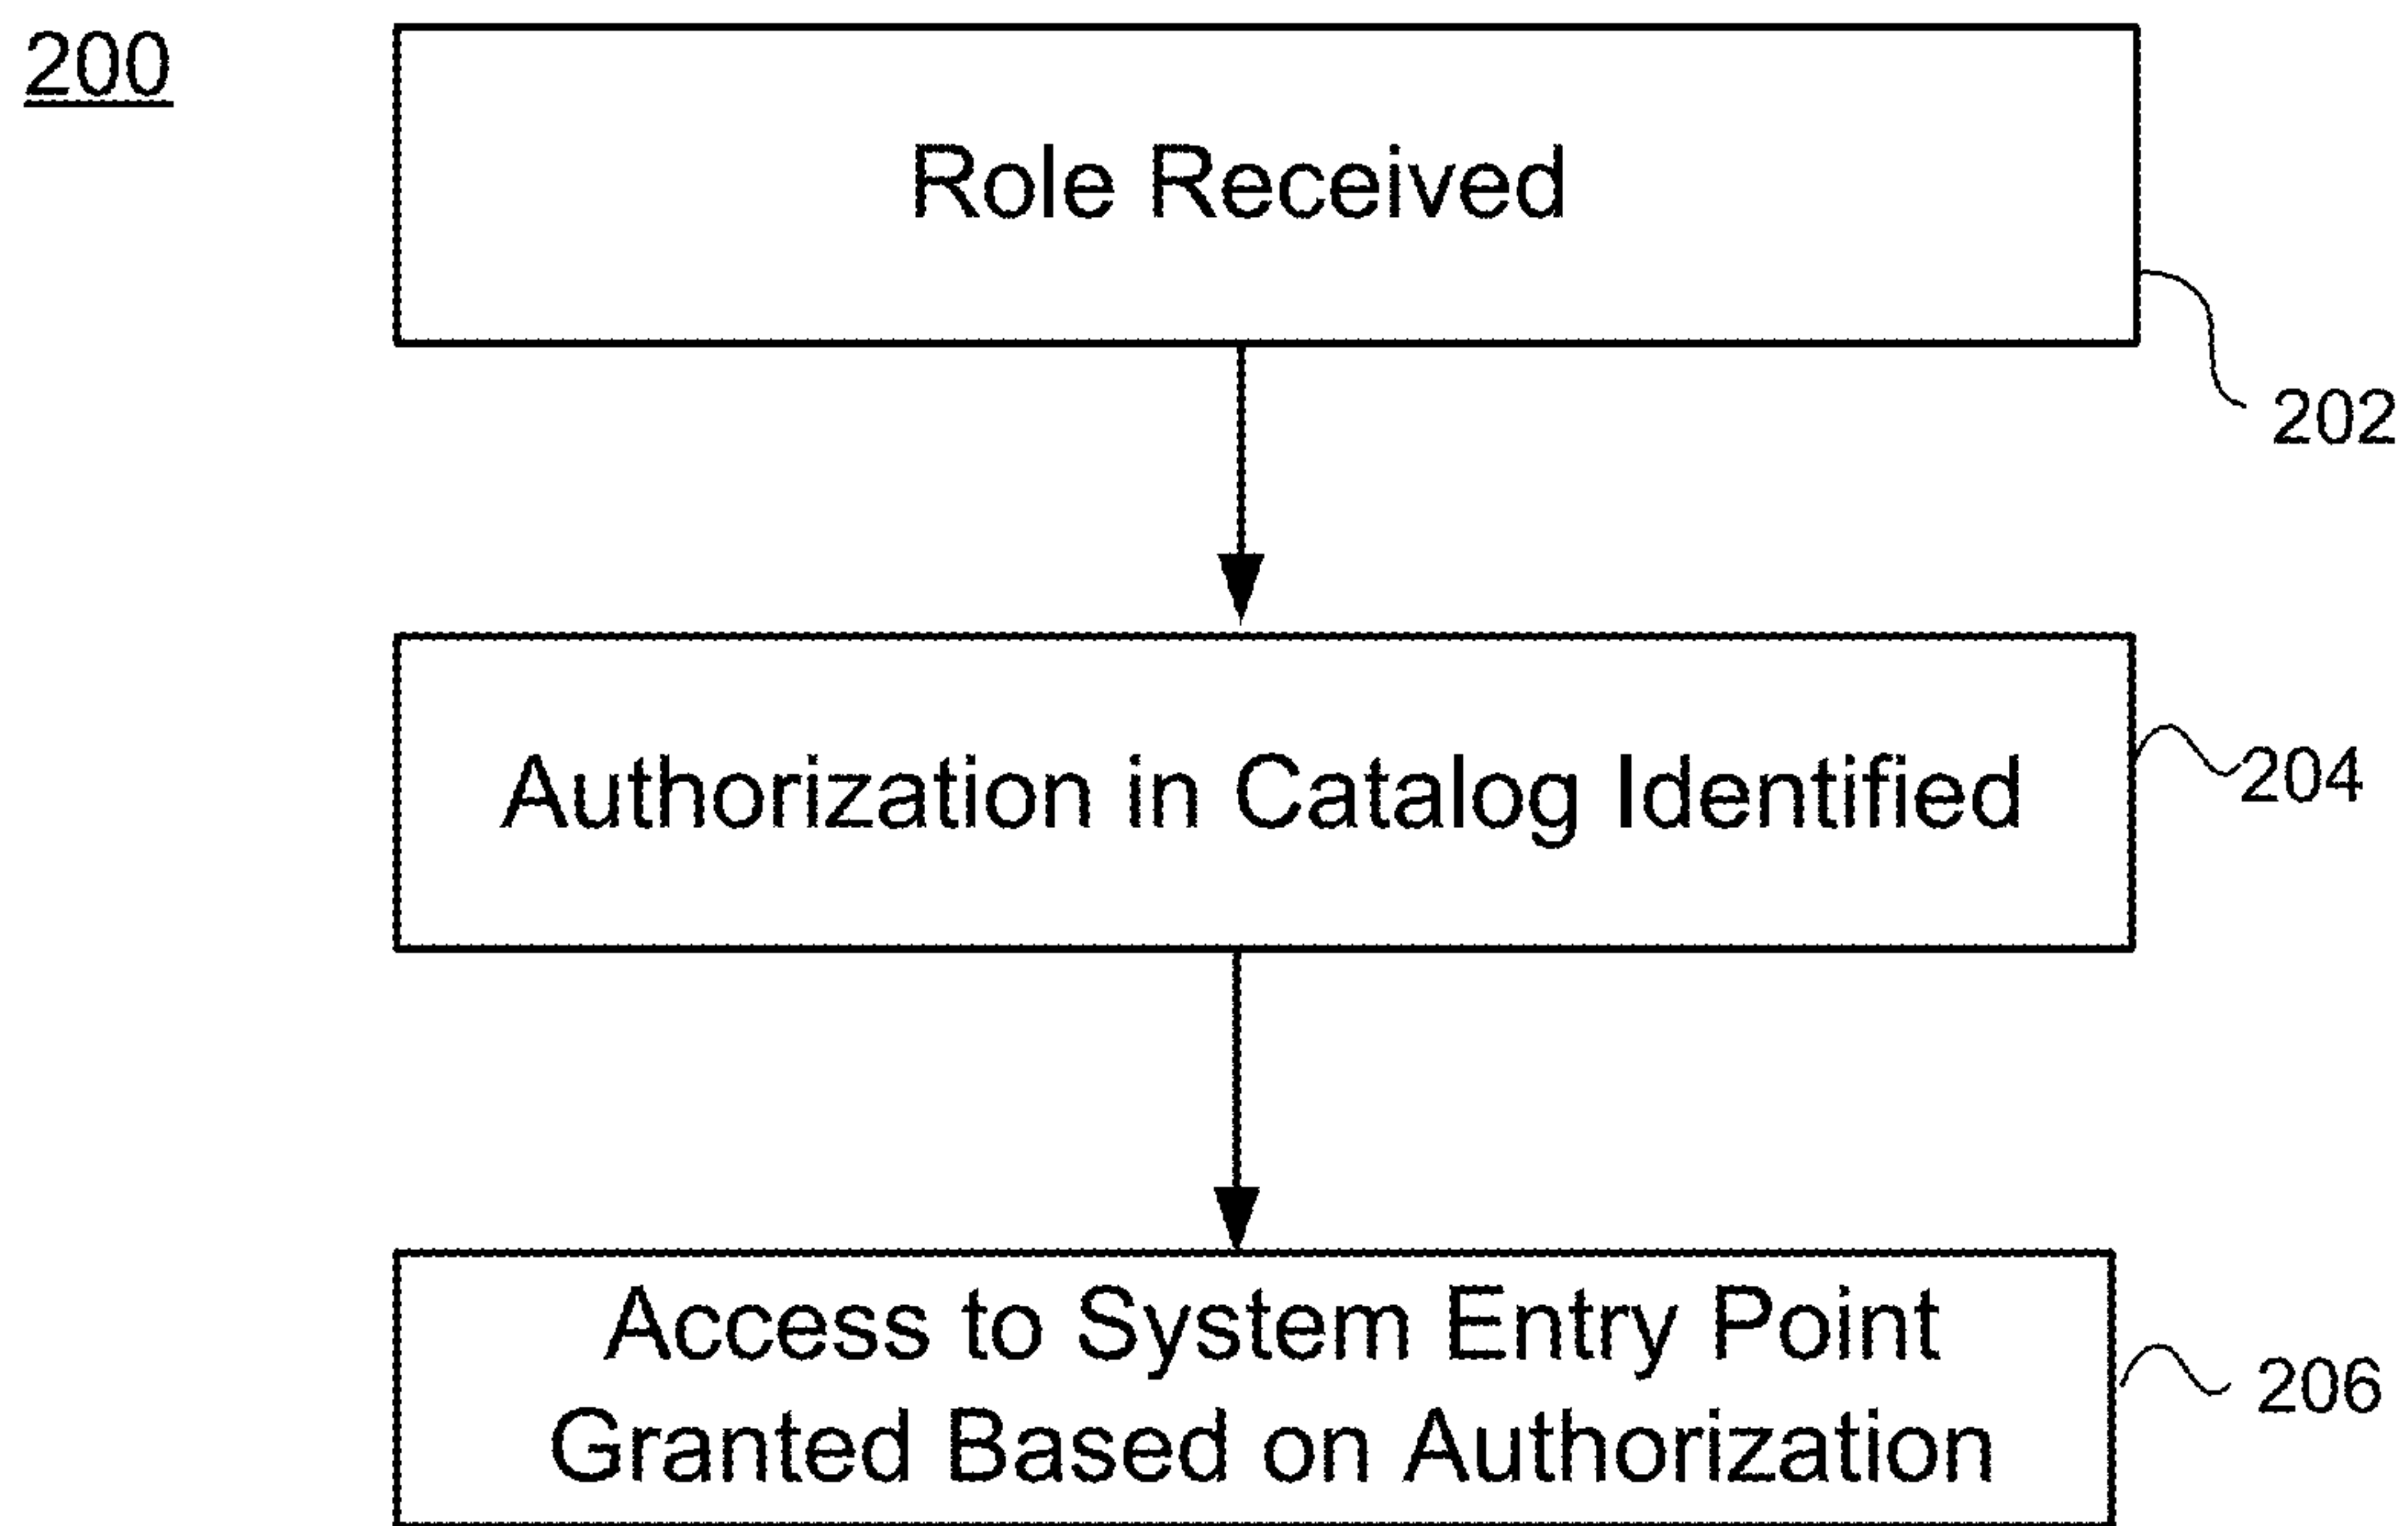 200
Role Received
202
Authorization in Catalog Identified
204
Access to System Entry Point
Granted Based on Authorization
206